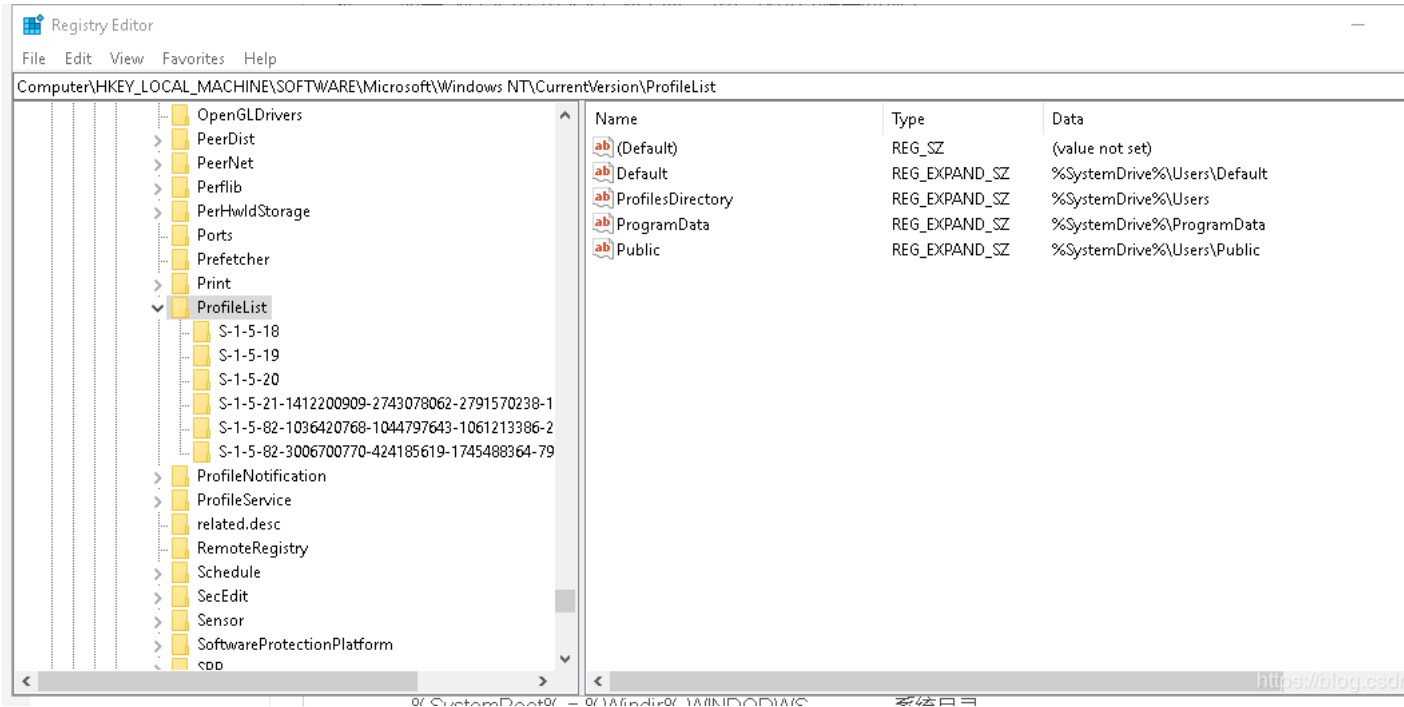 Registry Editor
File Edit View Favorites Help
Computer\HKEY_LOCAL_MACHINE\SOFTWARE\Microsoft\Windows NT\CurrentVersion\ProfileList
OpenGLDrivers
PeerDist
PeerNet
Perflib
PerHwIdStorage
Ports
Prefetcher
Print
ProfileList
S-1-5-18
S-1-5-19
S-1-5-20
S-1-5-21-1412200909-2743078062-2791570238-1
S-1-5-82-1036420768-1044797643-1061213386-2
S-1-5-82-3006700770-424185619-1745488364-79
ProfileNotification
ProfileService
related.desc
RemoteRegistry
Schedule
SecEdit
Sensor
SoftwareProtectionPlatform
SPP
Name Type Data
(Default) REG_SZ (value not set)
Default REG_EXPAND_SZ %SystemDrive%\Users\Default
ProfilesDirectory REG_EXPAND_SZ %SystemDrive%\Users
ProgramData REG_EXPAND_SZ %SystemDrive%\ProgramData
Public REG_EXPAND_SZ %SystemDrive%\Users\Public
https://blog.csdn